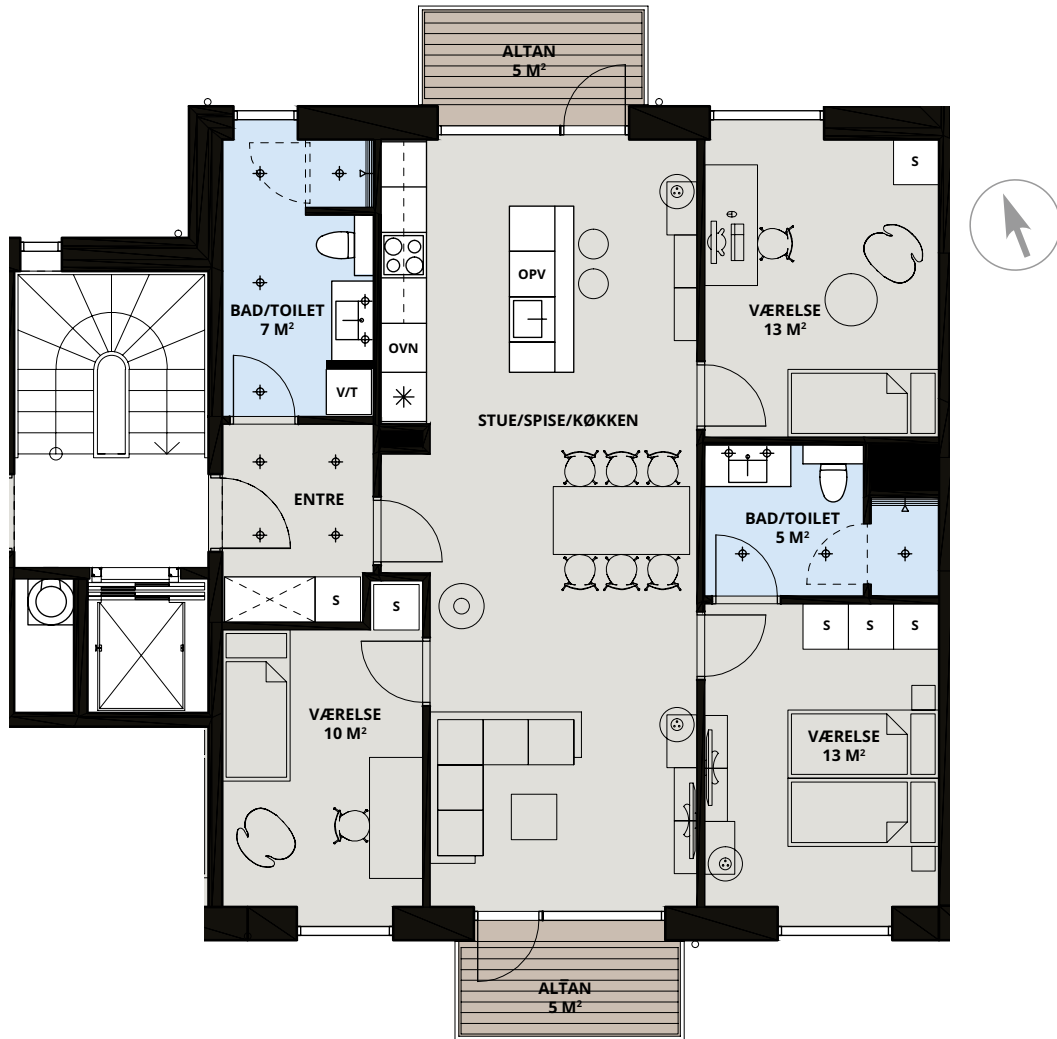 ALTAN
5 M²
S
BAD/TOILET
7 M²
OPV
VÆRELSE
13 M²
OVN
V/T
STUE/SPISE/KØKKEN
ENTRE
BAD/TOILET
5 M²
S
S
S
S
S
VÆRELSE
10 M²
VÆRELSE
13 M²
ALTAN
5 M²